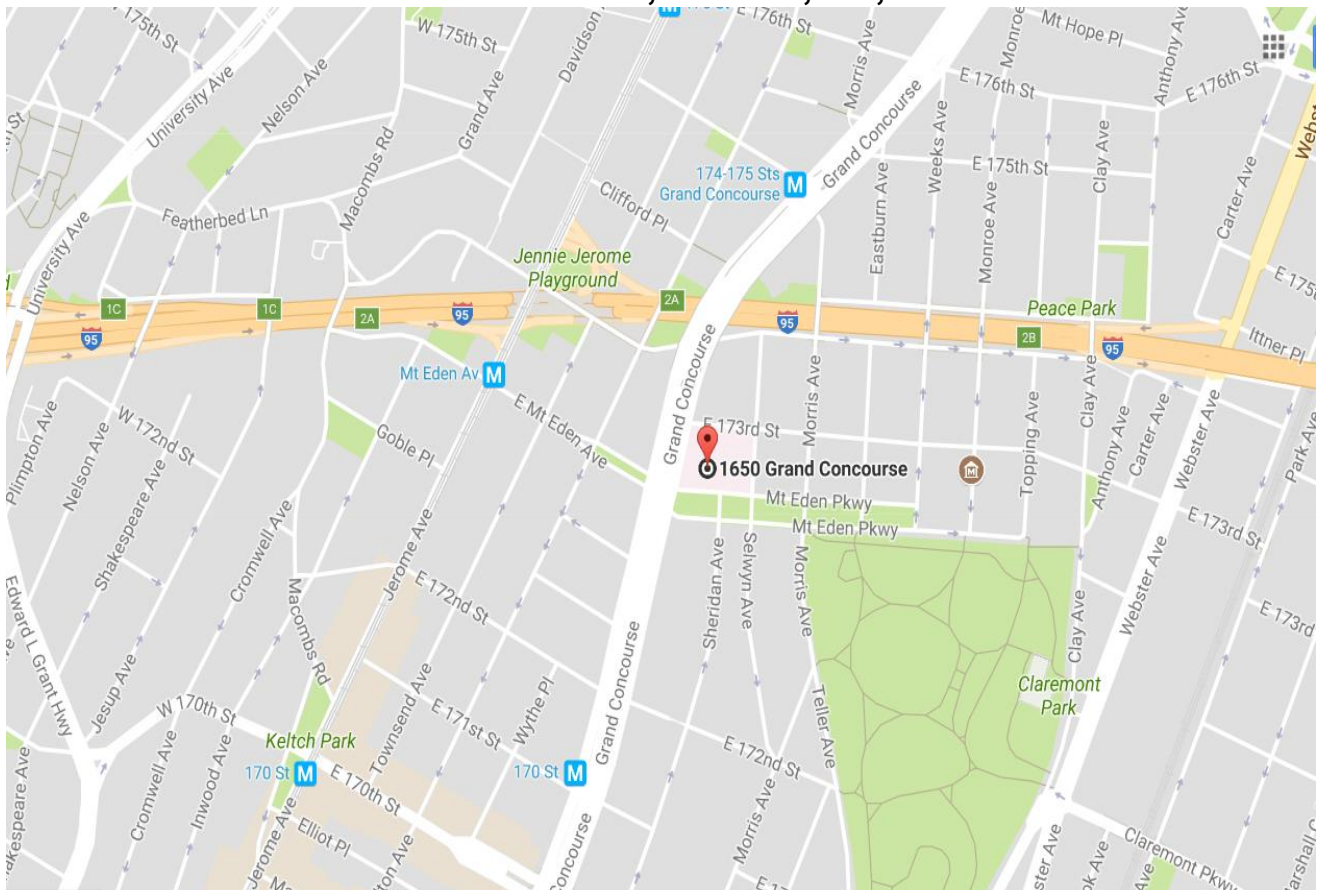 E 176th St
Monroe
Mt Hope Pl
W 175th St
Davidson
Morris Ave
Anthony Ave
175th St
Nelson Ave
University Ave
Grand Ave
Macombs Rd
E 176th St
E 176th St
Grand Concourse
Weeks Ave
E 175th St
Clay Ave
Webst
174-175 Sts
Grand Concourse
M
Clifford Pl
Eastburn Ave
Monroe Ave
Carter Ave
Featherbed Ln
University Ave
Jennie Jerome
Playground
E 175t
1C
1C
2A
95
2A
95
Peace Park
95
2B
95
Ittner Pl
Mt Eden Av M
Grand Concourse
Morris Ave
Clay Ave
Plimpton Ave
W 172nd St
Nelson Ave
Goble Pl
E Mt Eden Ave
E 173rd St
1650 Grand Concourse
Topping Ave
Anthony Ave
Carter Ave
Webster Ave
Park Ave
Shakespeare Ave
Mt Eden Pkwy
Mt Eden Pkwy
E 173rd St
Cromwell Ave
Jerome Ave
Sheridan Ave
Selwyn Ave
Morris Ave
Edward L Grant Hwy
Macombs Rd
E 172nd St
Clay Ave
Webster Ave
E 173rd
Jesup Ave
W 170th St
Townsend Ave
E 171st St
Wythe Pl
Grand Concourse
Teller Ave
Claremont
Park
Keltch Park
170 St M
E 170th St
170 St M
E 172nd St
Cromwell Ave
Inwood Ave
Elliot Pl
Jerome Ave
Morris Ave
Claremont Pkwy